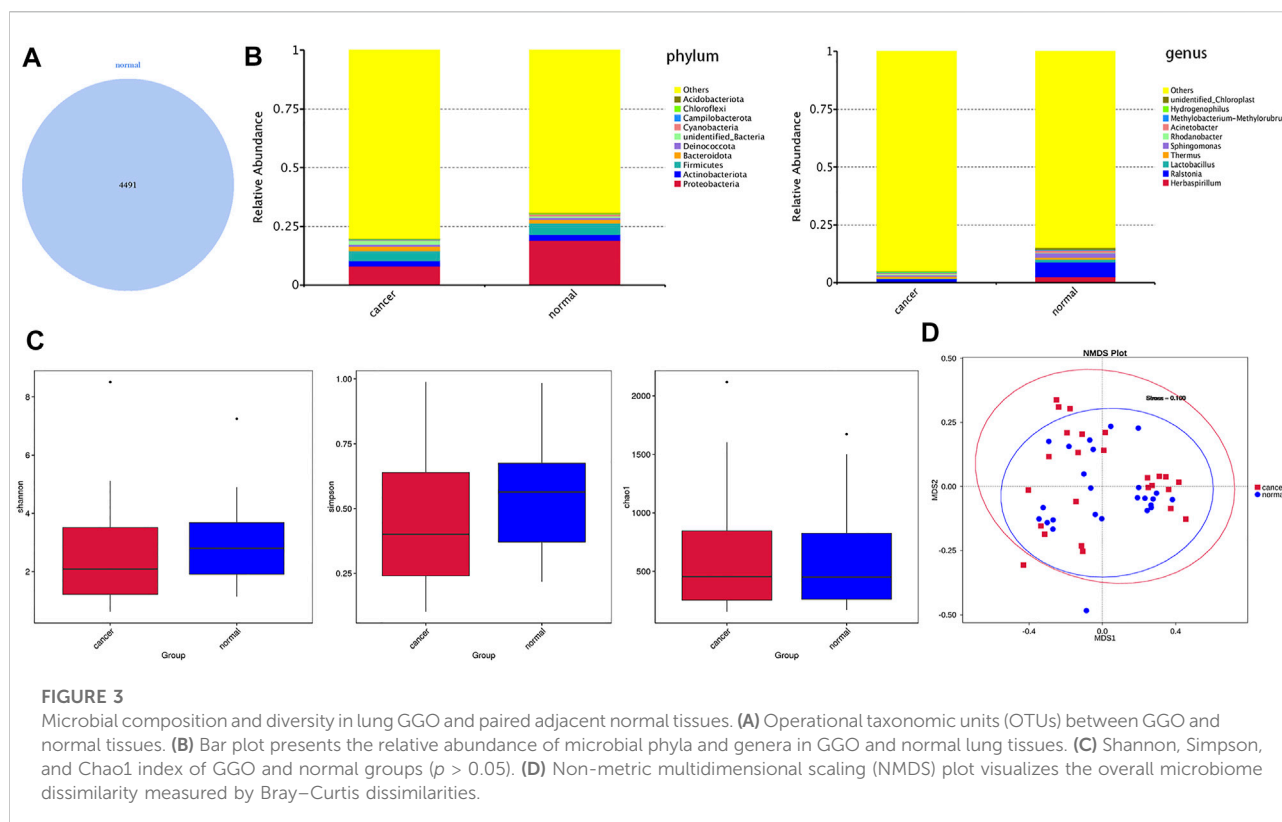 A
normal
4491
B
phylum
Relative Abundance
1
0.75
0.5
0.25
0
cancer
normal
Others
Acidobacteriota
Chloroflexi
Campilobacterota
Cyanobacteria
unidentified_Bacteria
Deinococcota
Bacteroidota
Firmicutes
Actinobacteriota
Proteobacteria
genus
Relative Abundance
1
0.75
0.5
0.25
0
cancer
normal
Others
unidentified_Chloroplast
Hydrogenophilus
Methylobacterium-Methylorubru
Acinetobacter
Rhodanobacter
Sphingomonas
Thermus
Lactobacillus
Ralstonia
Herbaspirillum
C
shannon
8
6
4
2
cancer
normal
Group
simpson
1.00
0.75
0.50
0.25
cancer
normal
Group
chao1
2000
1500
1000
500
cancer
normal
Group
D
NMDS Plot
Stress = 0.160
MDS2
0.50
0.25
0.00
-0.25
-0.50
-0.4
0.0
0.4
MDS1
cance
norma
FIGURE 3
Microbial composition and diversity in lung GGO and paired adjacent normal tissues. (A) Operational taxonomic units (OTUs) between GGO and
normal tissues. (B) Bar plot presents the relative abundance of microbial phyla and genera in GGO and normal lung tissues. (C) Shannon, Simpson,
and Chao1 index of GGO and normal groups (p > 0.05). (D) Non-metric multidimensional scaling (NMDS) plot visualizes the overall microbiome
dissimilarity measured by Bray–Curtis dissimilarities.